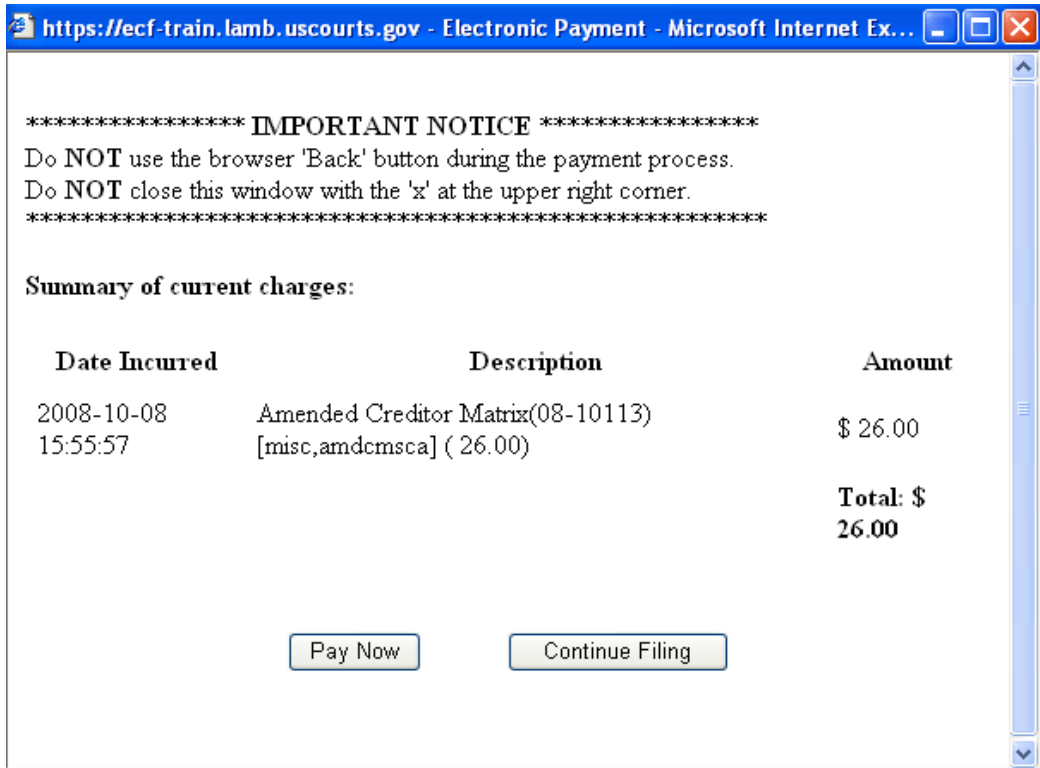 https://ecf-train.lamb.uscourts.gov - Electronic Payment - Microsoft Internet Ex...
**************** IMPORTANT NOTICE ****************
Do NOT use the browser 'Back' button during the payment process.
Do NOT close this window with the 'x' at the upper right corner.
******************************************************
Summary of current charges:
Date Incurred Description Amount
2008-10-08 Amended Creditor Matrix(08-10113)
15:55:57 [misc,amdcmsca] ( 26.00) $ 26.00
Total: $
26.00
Pay Now Continue Filing